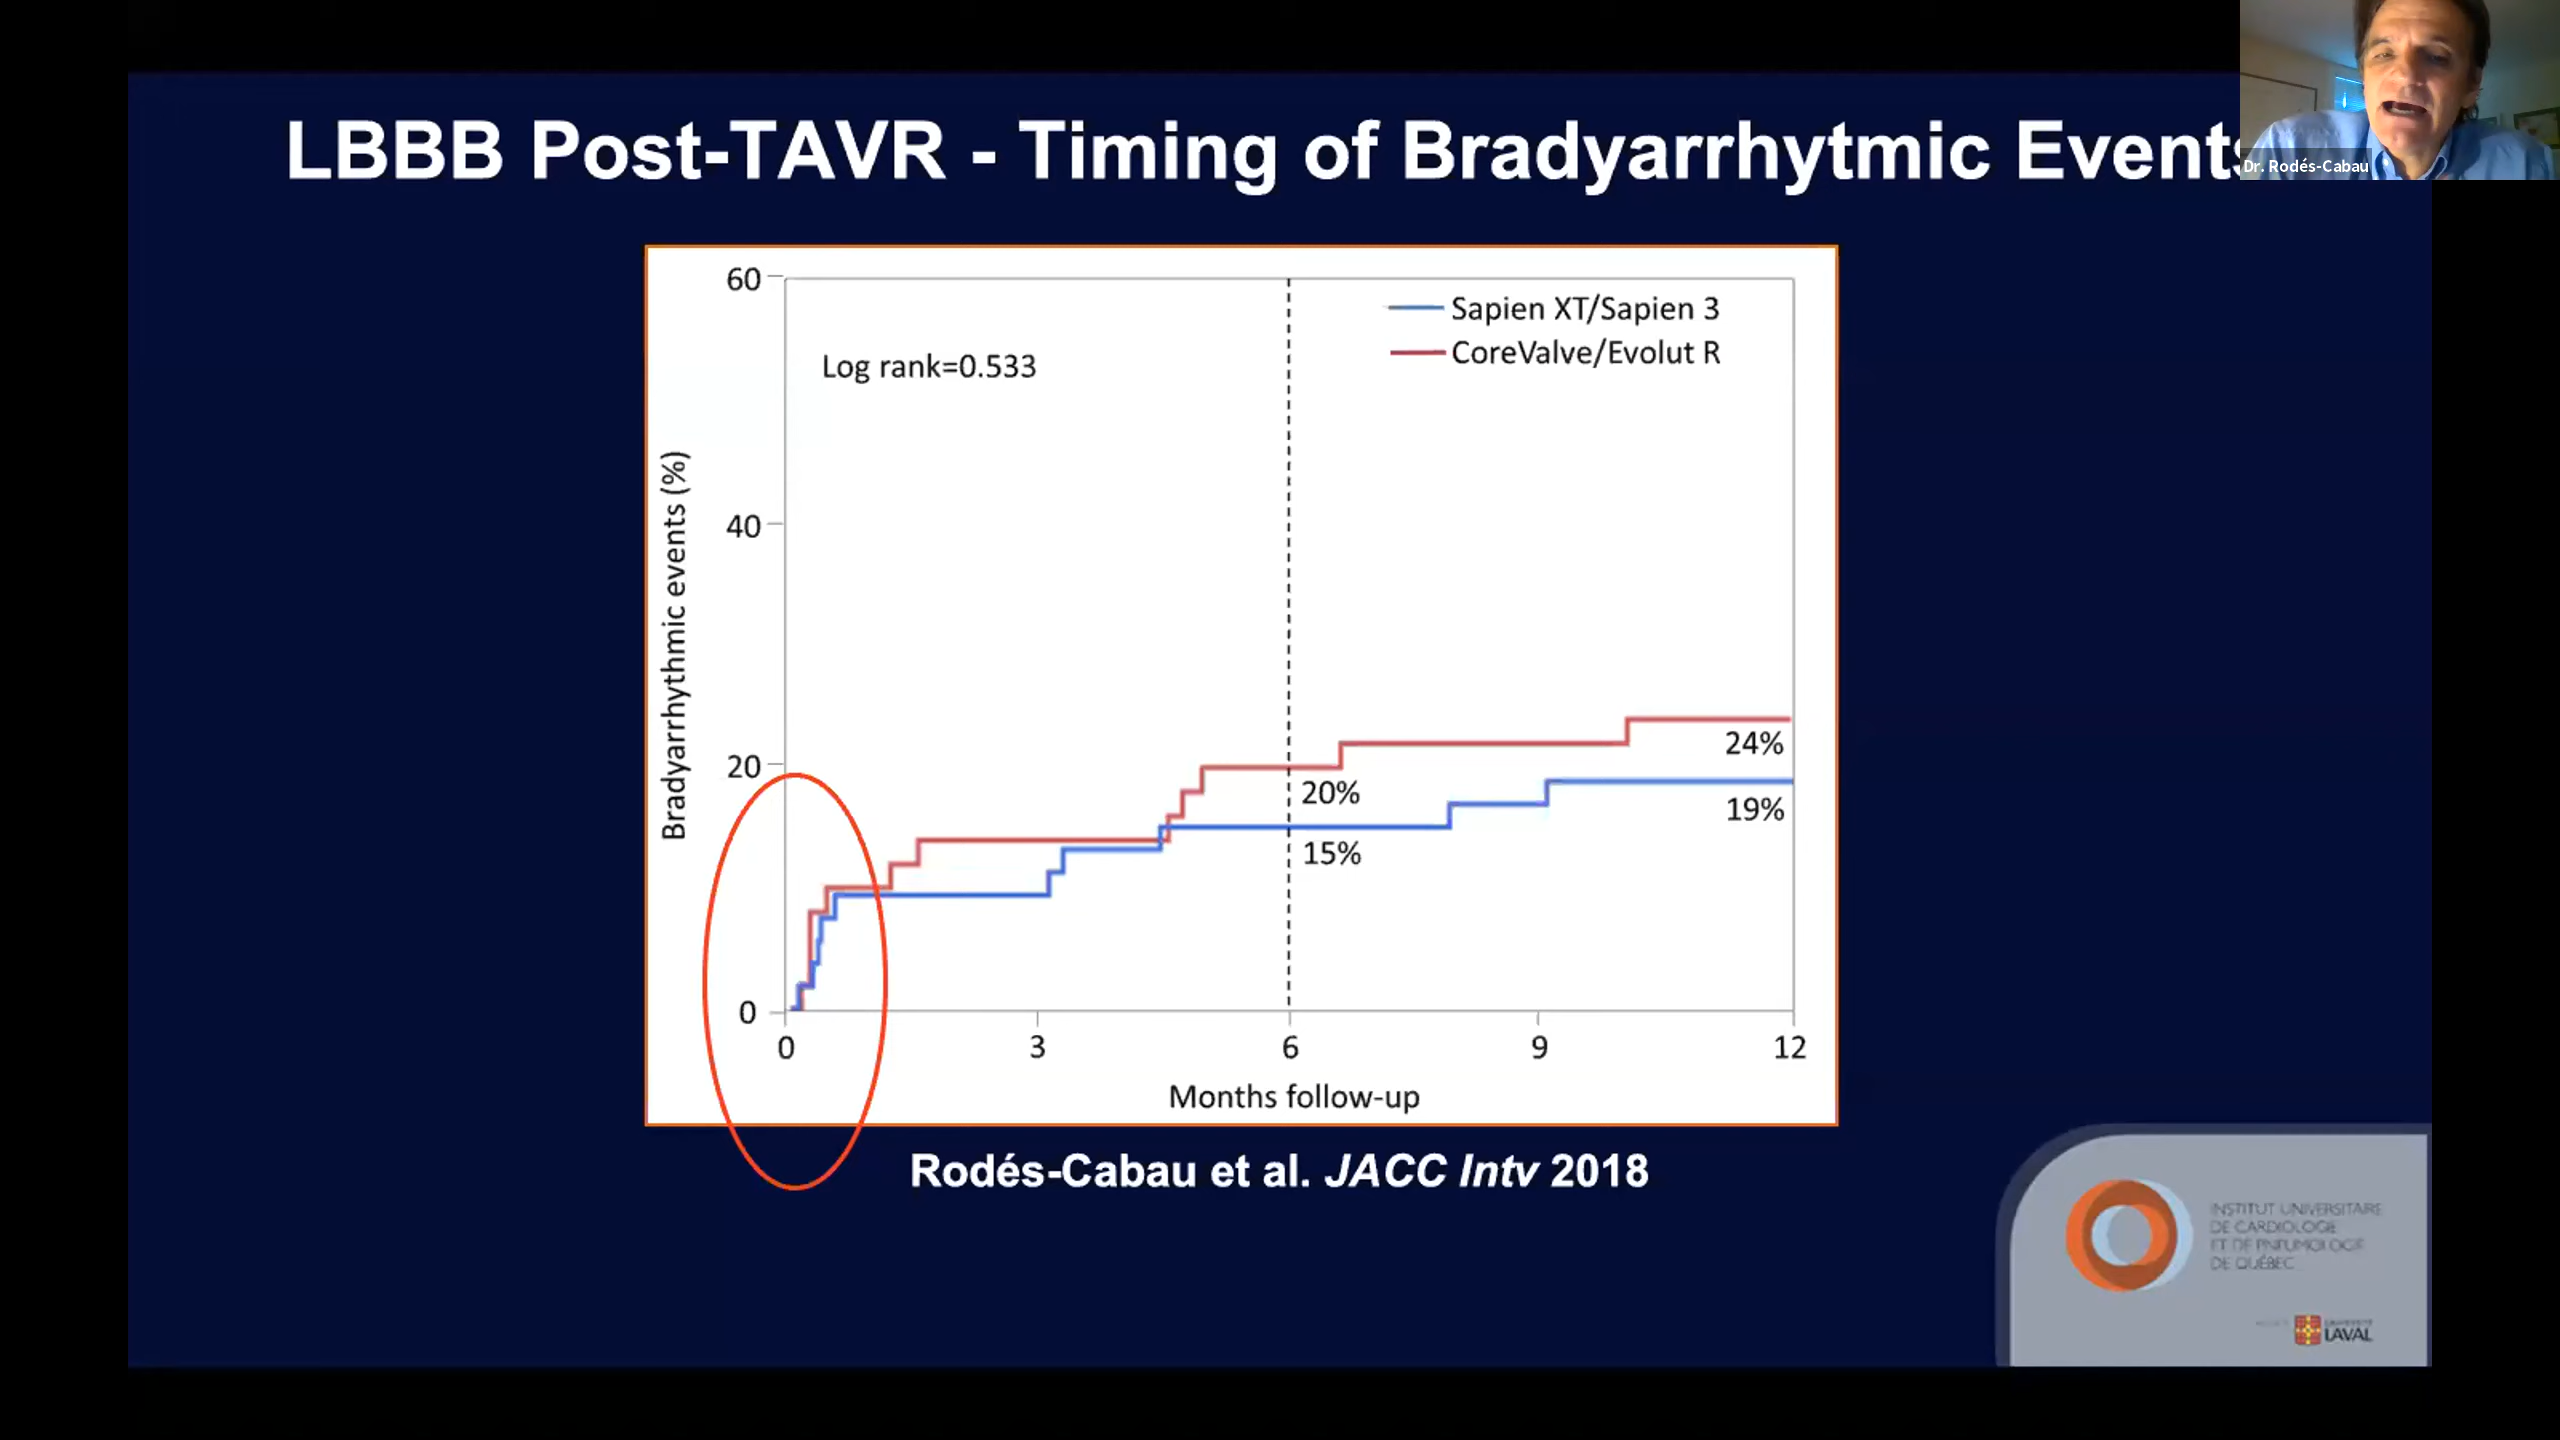 LBBB Post-TAVR - Timing of Bradyarrhytmic Events
Dr. Rodés-Cabau
60
40
20
0
Bradyarrhythmic events (%)
Log rank=0.533
Sapien XT/Sapien 3
CoreValve/Evolut R
24%
20%
19%
15%
0 3 6 9 12
Months follow-up
Rodés-Cabau et al. JACC Intv 2018
INSTITUT UNIVERSITAIRE
DE CARDIOLOGIE
ET DE PNEUMOLOGIE
DE QUÉBEC
UNIVERSITÉ
LAVAL